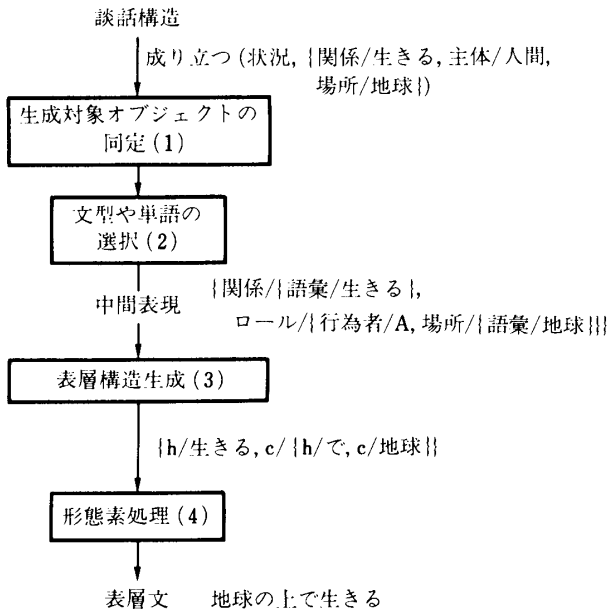 談話構造
成り立つ(状況, {関係/生きる, 主体/人間,
場所/地球})
生成対象オブジェクトの
同定(1)
文型や単語の
選択(2)
中間表現
{関係/{語彙/生きる},
ロール/{行為者/A, 場所/{語彙/地球}}}
表層構造生成(3)
{h/生きる, c/{h/で, c/地球}}
形態素処理(4)
表層文 地球の上で生きる